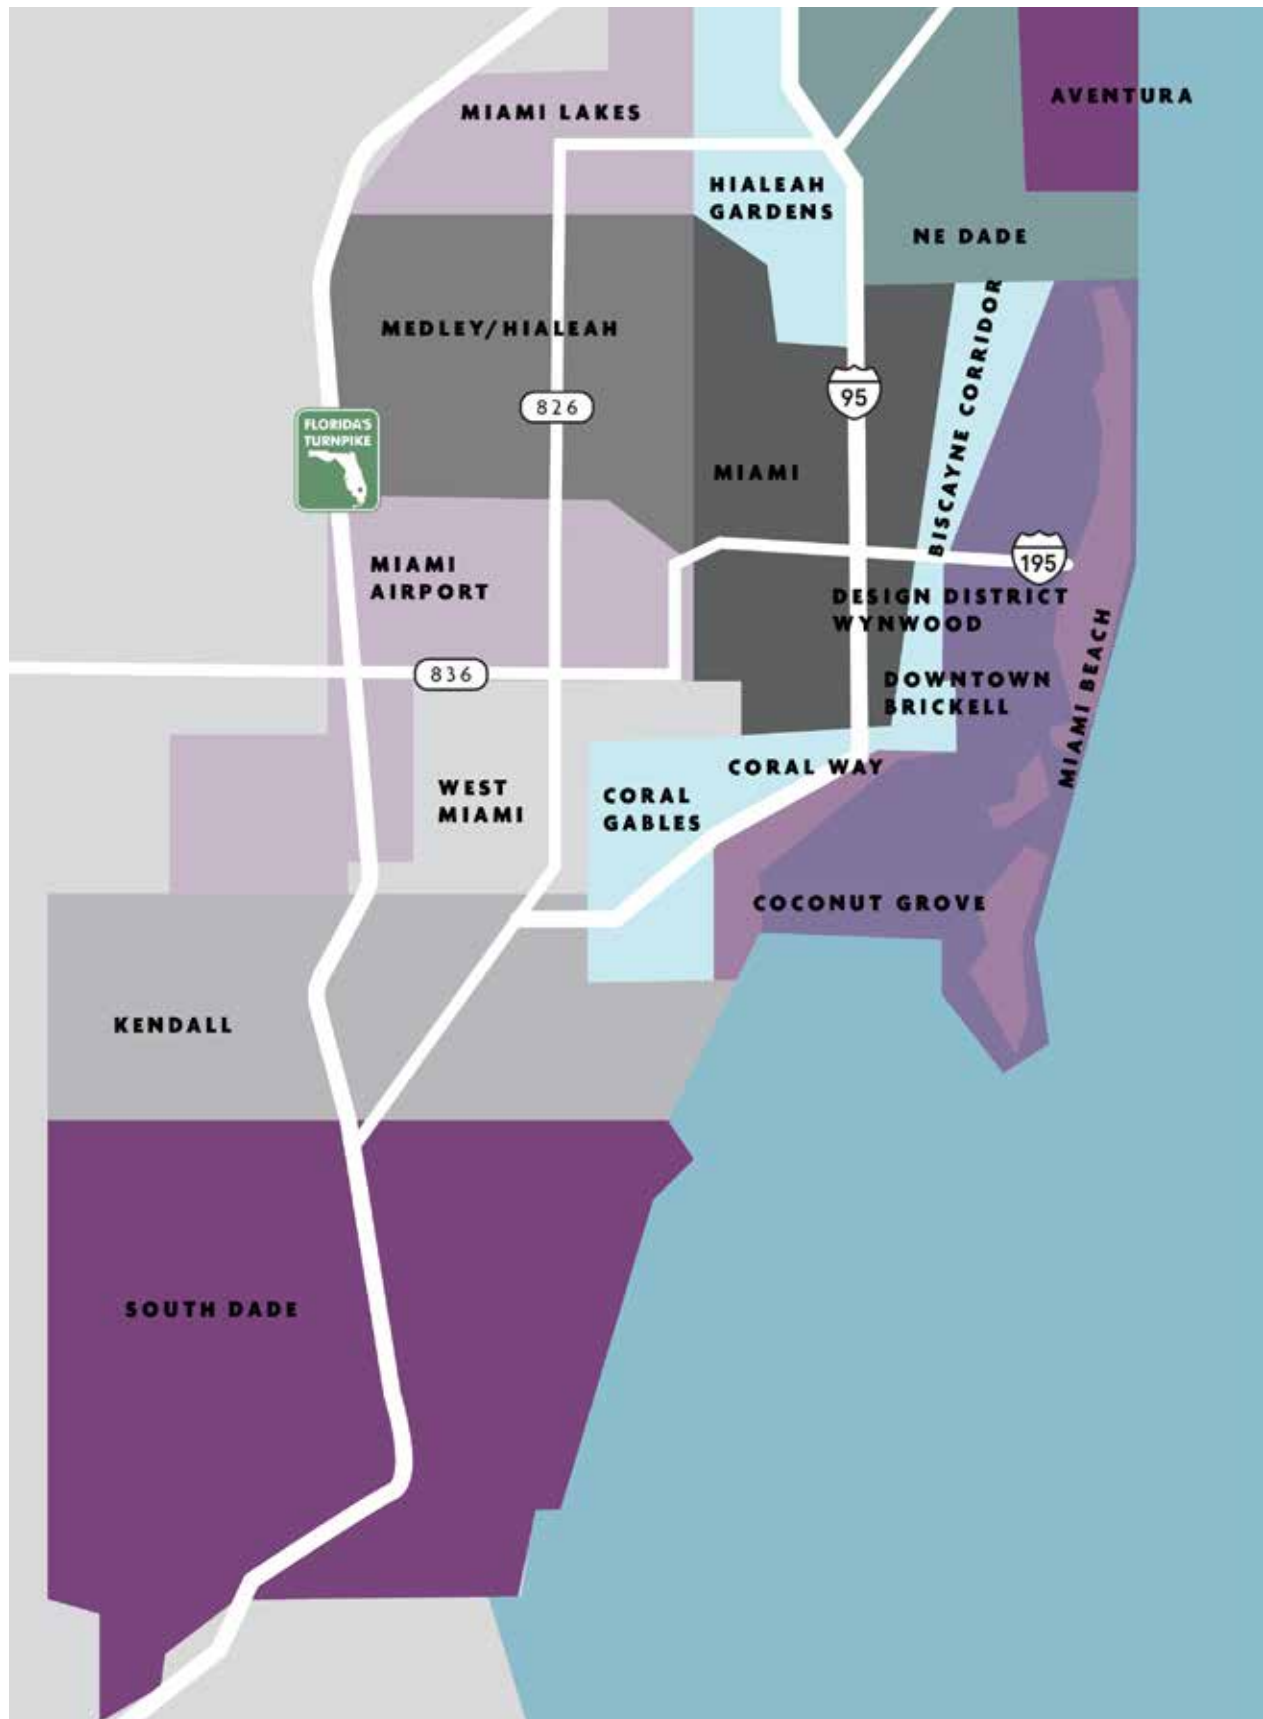 AVENTURA
MIAMI LAKES
HIALEAH
GARDENS
NE DADE
MEDLEY/HIALEAH
BISCAYNE CORRIDOR
826
95
FLORIDA'S
TURNPIKE
MIAMI
195
MIAMI
AIRPORT
DESIGN DISTRICT
WYNWOOD
836
DOWNTOWN
BRICKELL
MIAMI BEACH
CORAL WAY
WEST
MIAMI
CORAL
GABLES
COCONUT GROVE
KENDALL
SOUTH DADE